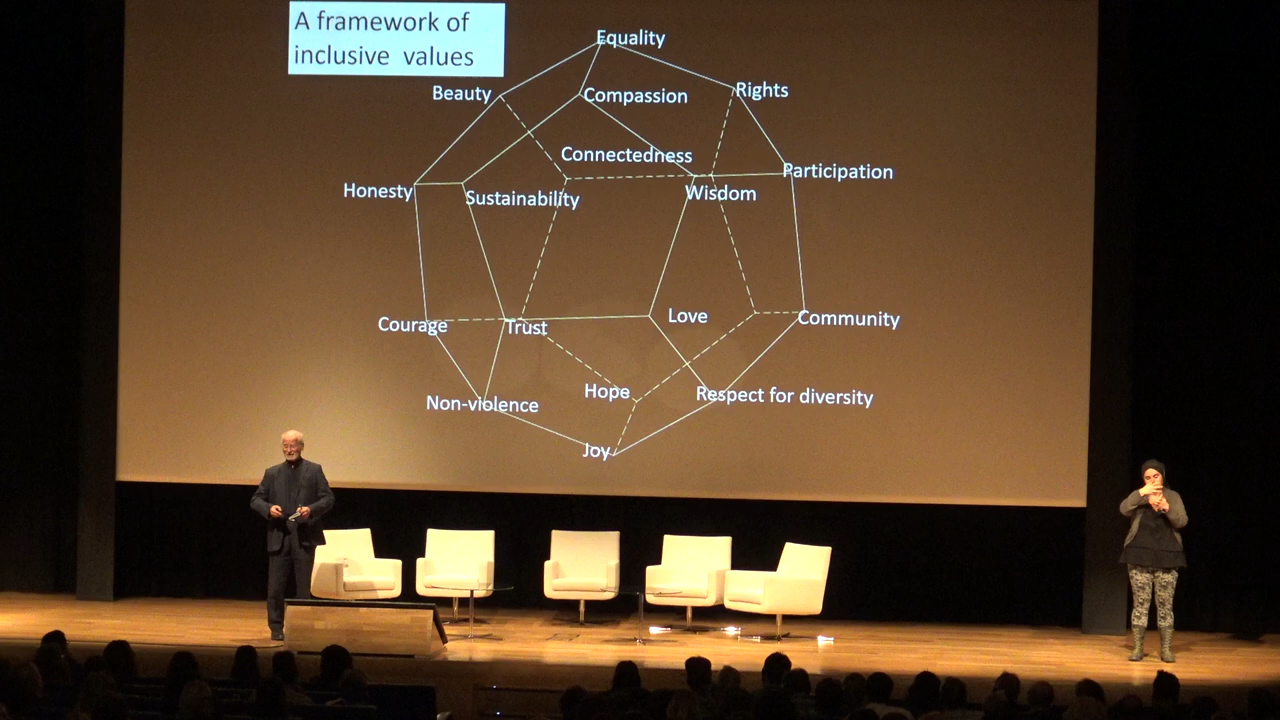 A framework of
inclusive values
Equality
Beauty
Compassion
Rights
Connectedness
Participation
Honesty
Sustainability
Wisdom
Courage
Trust
Love
Community
Hope
Respect for diversity
Non-violence
Joy